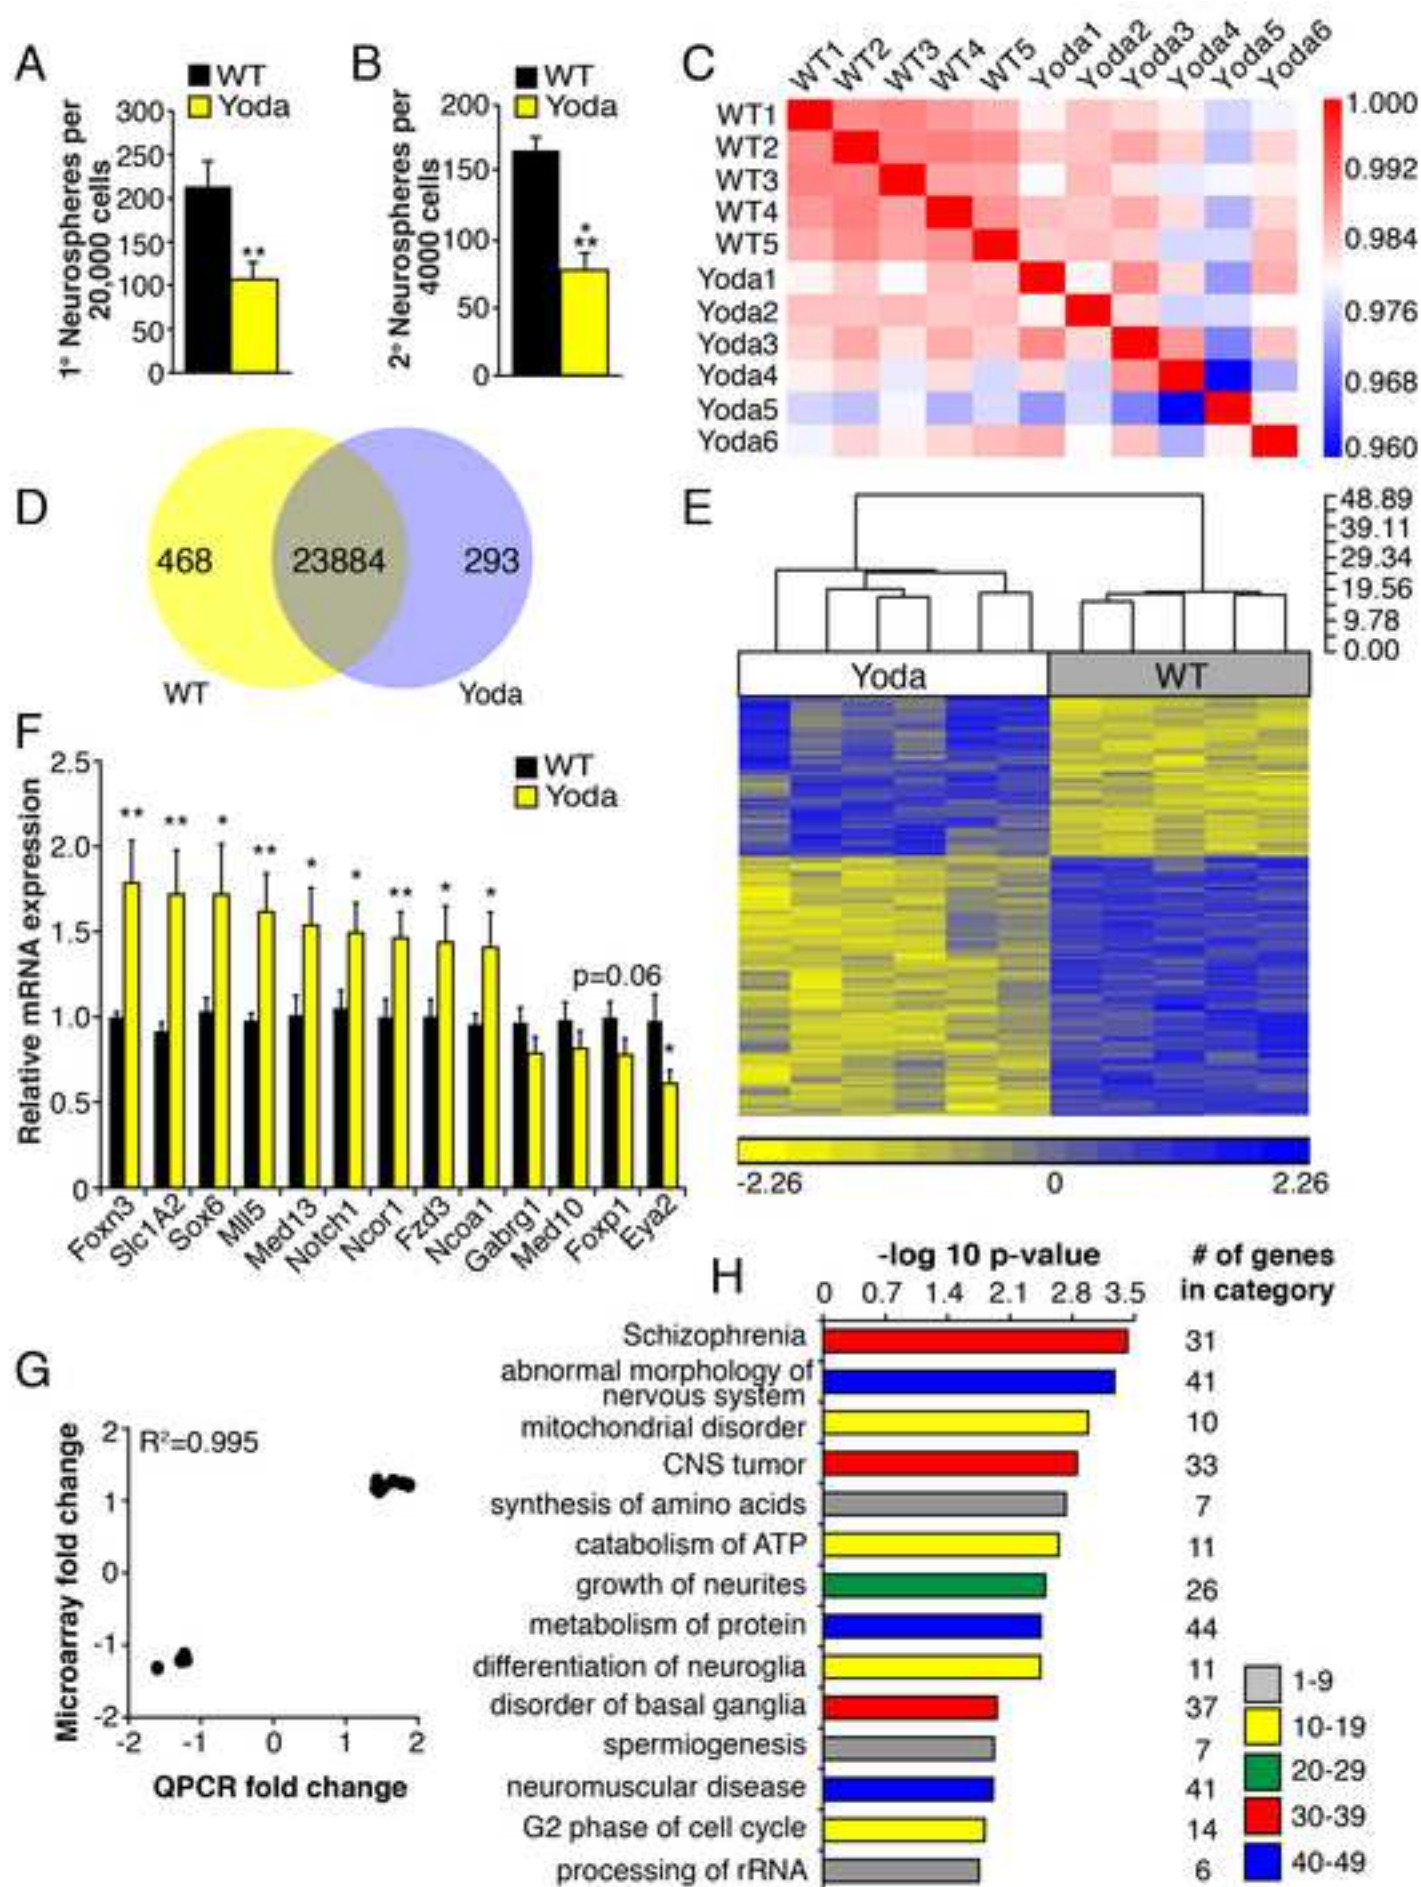 A
WT
Yoda
1° Neurospheres per
20,000 cells
300
250
200
150
100
50
0
**
B
WT
Yoda
2° Neurospheres per
4000 cells
200
150
100
50
0
*
**
C
WT1 WT2 WT3 WT4 WT5 Yoda1 Yoda2 Yoda3 Yoda4 Yoda5 Yoda6
WT1
WT2
WT3
WT4
WT5
Yoda1
Yoda2
Yoda3
Yoda4
Yoda5
Yoda6
1.000
0.992
0.984
0.976
0.968
0.960
D
468 23884 293
WT Yoda
E
48.89
39.11
29.34
19.56
9.78
0.00
Yoda WT
-2.26 0 2.26
F
WT
Yoda
Relative mRNA expression
2.5
2.0
1.5
1.0
0.5
0
** ** * ** * * ** * *
p=0.06
*
Foxn3 Slc1A2 Sox6 Mll5 Med13 Notch1 Ncor1 Fzd3 Ncoa1 Gabrg1 Med10 Foxp1 Eya2
G
Microarray fold change
R²=0.995
2
1
0
-1
-2
-2 -1 0 1 2
QPCR fold change
H
-log 10 p-value
# of genes
in category
0 0.7 1.4 2.1 2.8 3.5
Schizophrenia 31
abnormal morphology of
nervous system 41
mitochondrial disorder 10
CNS tumor 33
synthesis of amino acids 7
catabolism of ATP 11
growth of neurites 26
metabolism of protein 44
differentiation of neuroglia 11
disorder of basal ganglia 37
spermiogenesis 7
neuromuscular disease 41
G2 phase of cell cycle 14
processing of rRNA 6
1-9
10-19
20-29
30-39
40-49